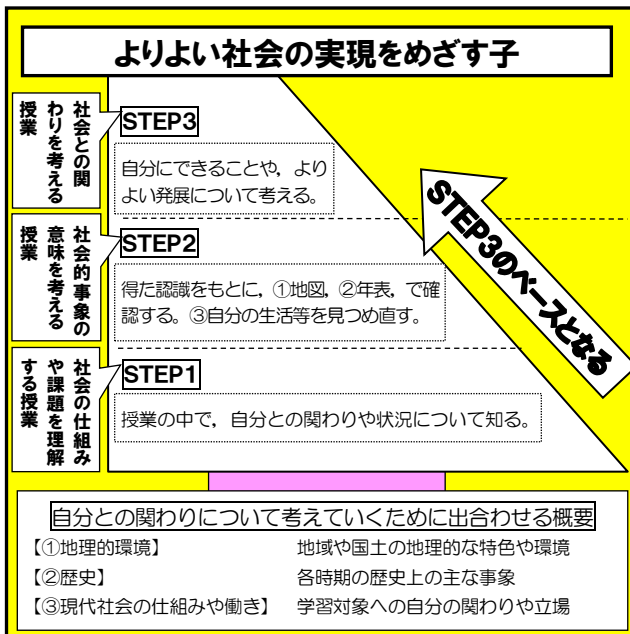 よりよい社会の実現をめざす子
社会との関
わりを考える
授業
STEP3
自分にできることや，より
よい発展について考える。
社会的事象の
意味を考える
授業
STEP2
得た認識をもとに，①地図，②年表，で確
認する。③自分の生活等を見つめ直す。
社会の仕組み
や課題を理解
する授業
STEP1
授業の中で，自分との関わりや状況について知る。
STEP3のベースとなる
自分との関わりについて考えていくために出合わせる概要
【①地理的環境】 地域や国土の地理的な特色や環境
【②歴史】 各時期の歴史上の主な事象
【③現代社会の仕組みや働き】 学習対象への自分の関わりや立場